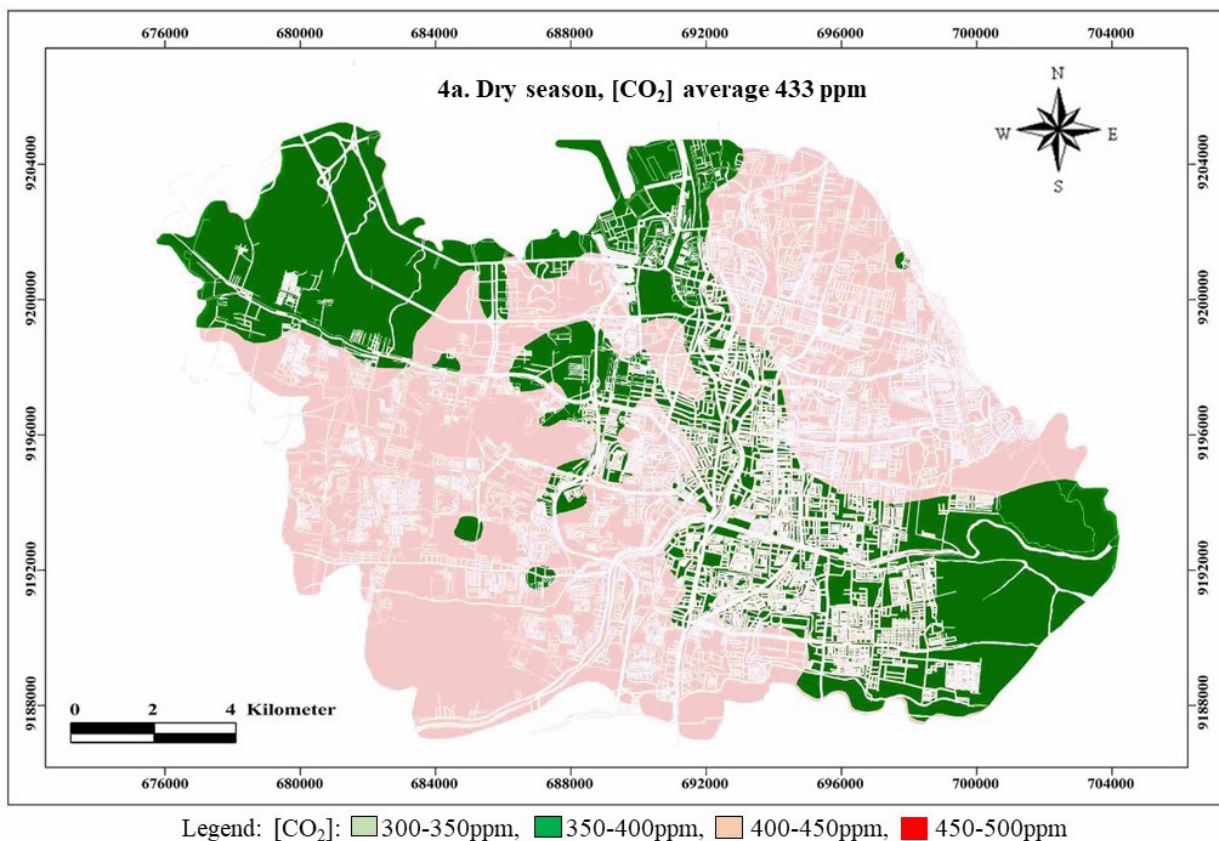 676000 680000 684000 688000 692000 696000 700000 704000
4a. Dry season, [CO₂] average 433 ppm
N
W E
S
9204000 9204000
9200000 9200000
9196000 9196000
9192000 9192000
9188000 9188000
0 2 4 Kilometer
676000 680000 684000 688000 692000 696000 700000 704000
Legend: [CO₂]: 300-350ppm, 350-400ppm, 400-450ppm, 450-500ppm